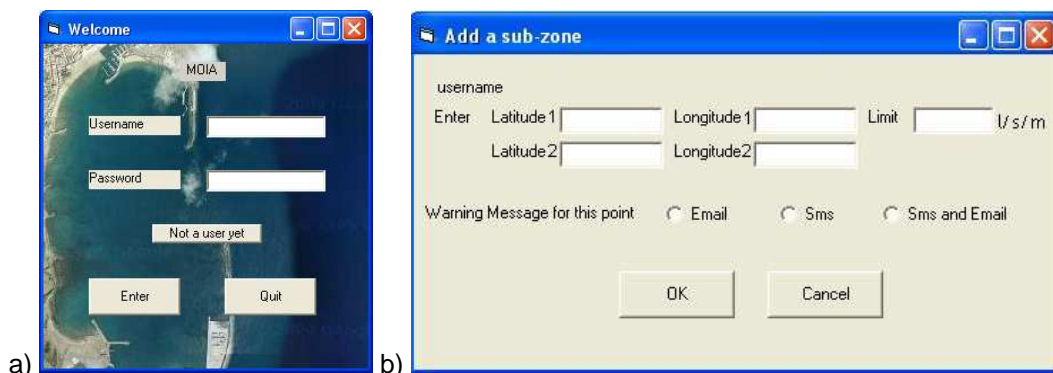 Welcome
MOIA
Username
Password
Not a user yet
Enter Quit
a)
Add a sub-zone
username
Enter Latitude1 Longitude1 Limit l/s/m
Latitude2 Longitude2
Warning Message for this point Email Sms Sms and Email
OK Cancel
b)